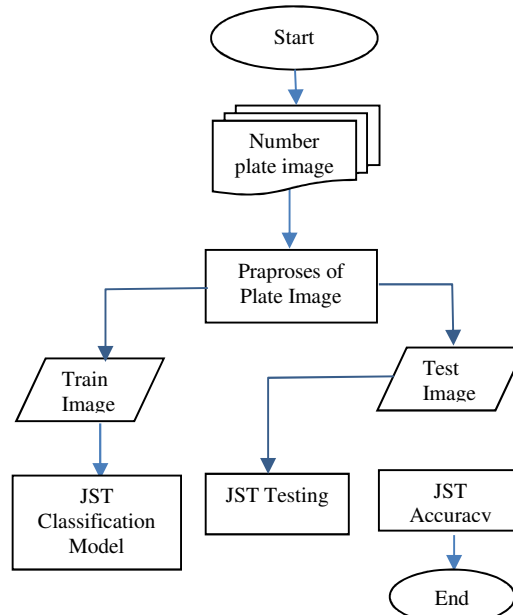 Start
Number
plate image
Praproses of
Plate Image
Train
Image
Test
Image
JST
Classification
Model
JST Testing
JST
Accuracy
End